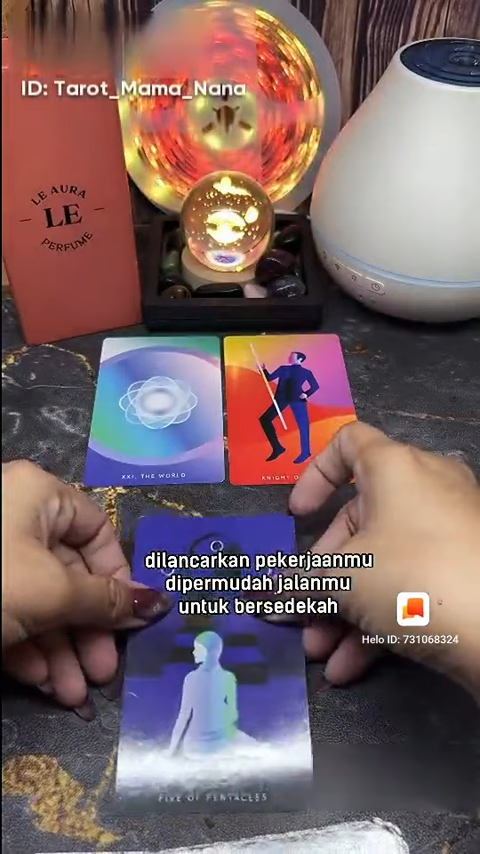 ID: Tarot_Mama_Nana
LE AURA
LE
PERFUME
XXI. THE WORLD
KNIGHT
dilancarkan pekerjaanmu
dipermudah jalanmu
untuk bersedekah
Helo ID: 731068324
FIVE OF PENTACLES